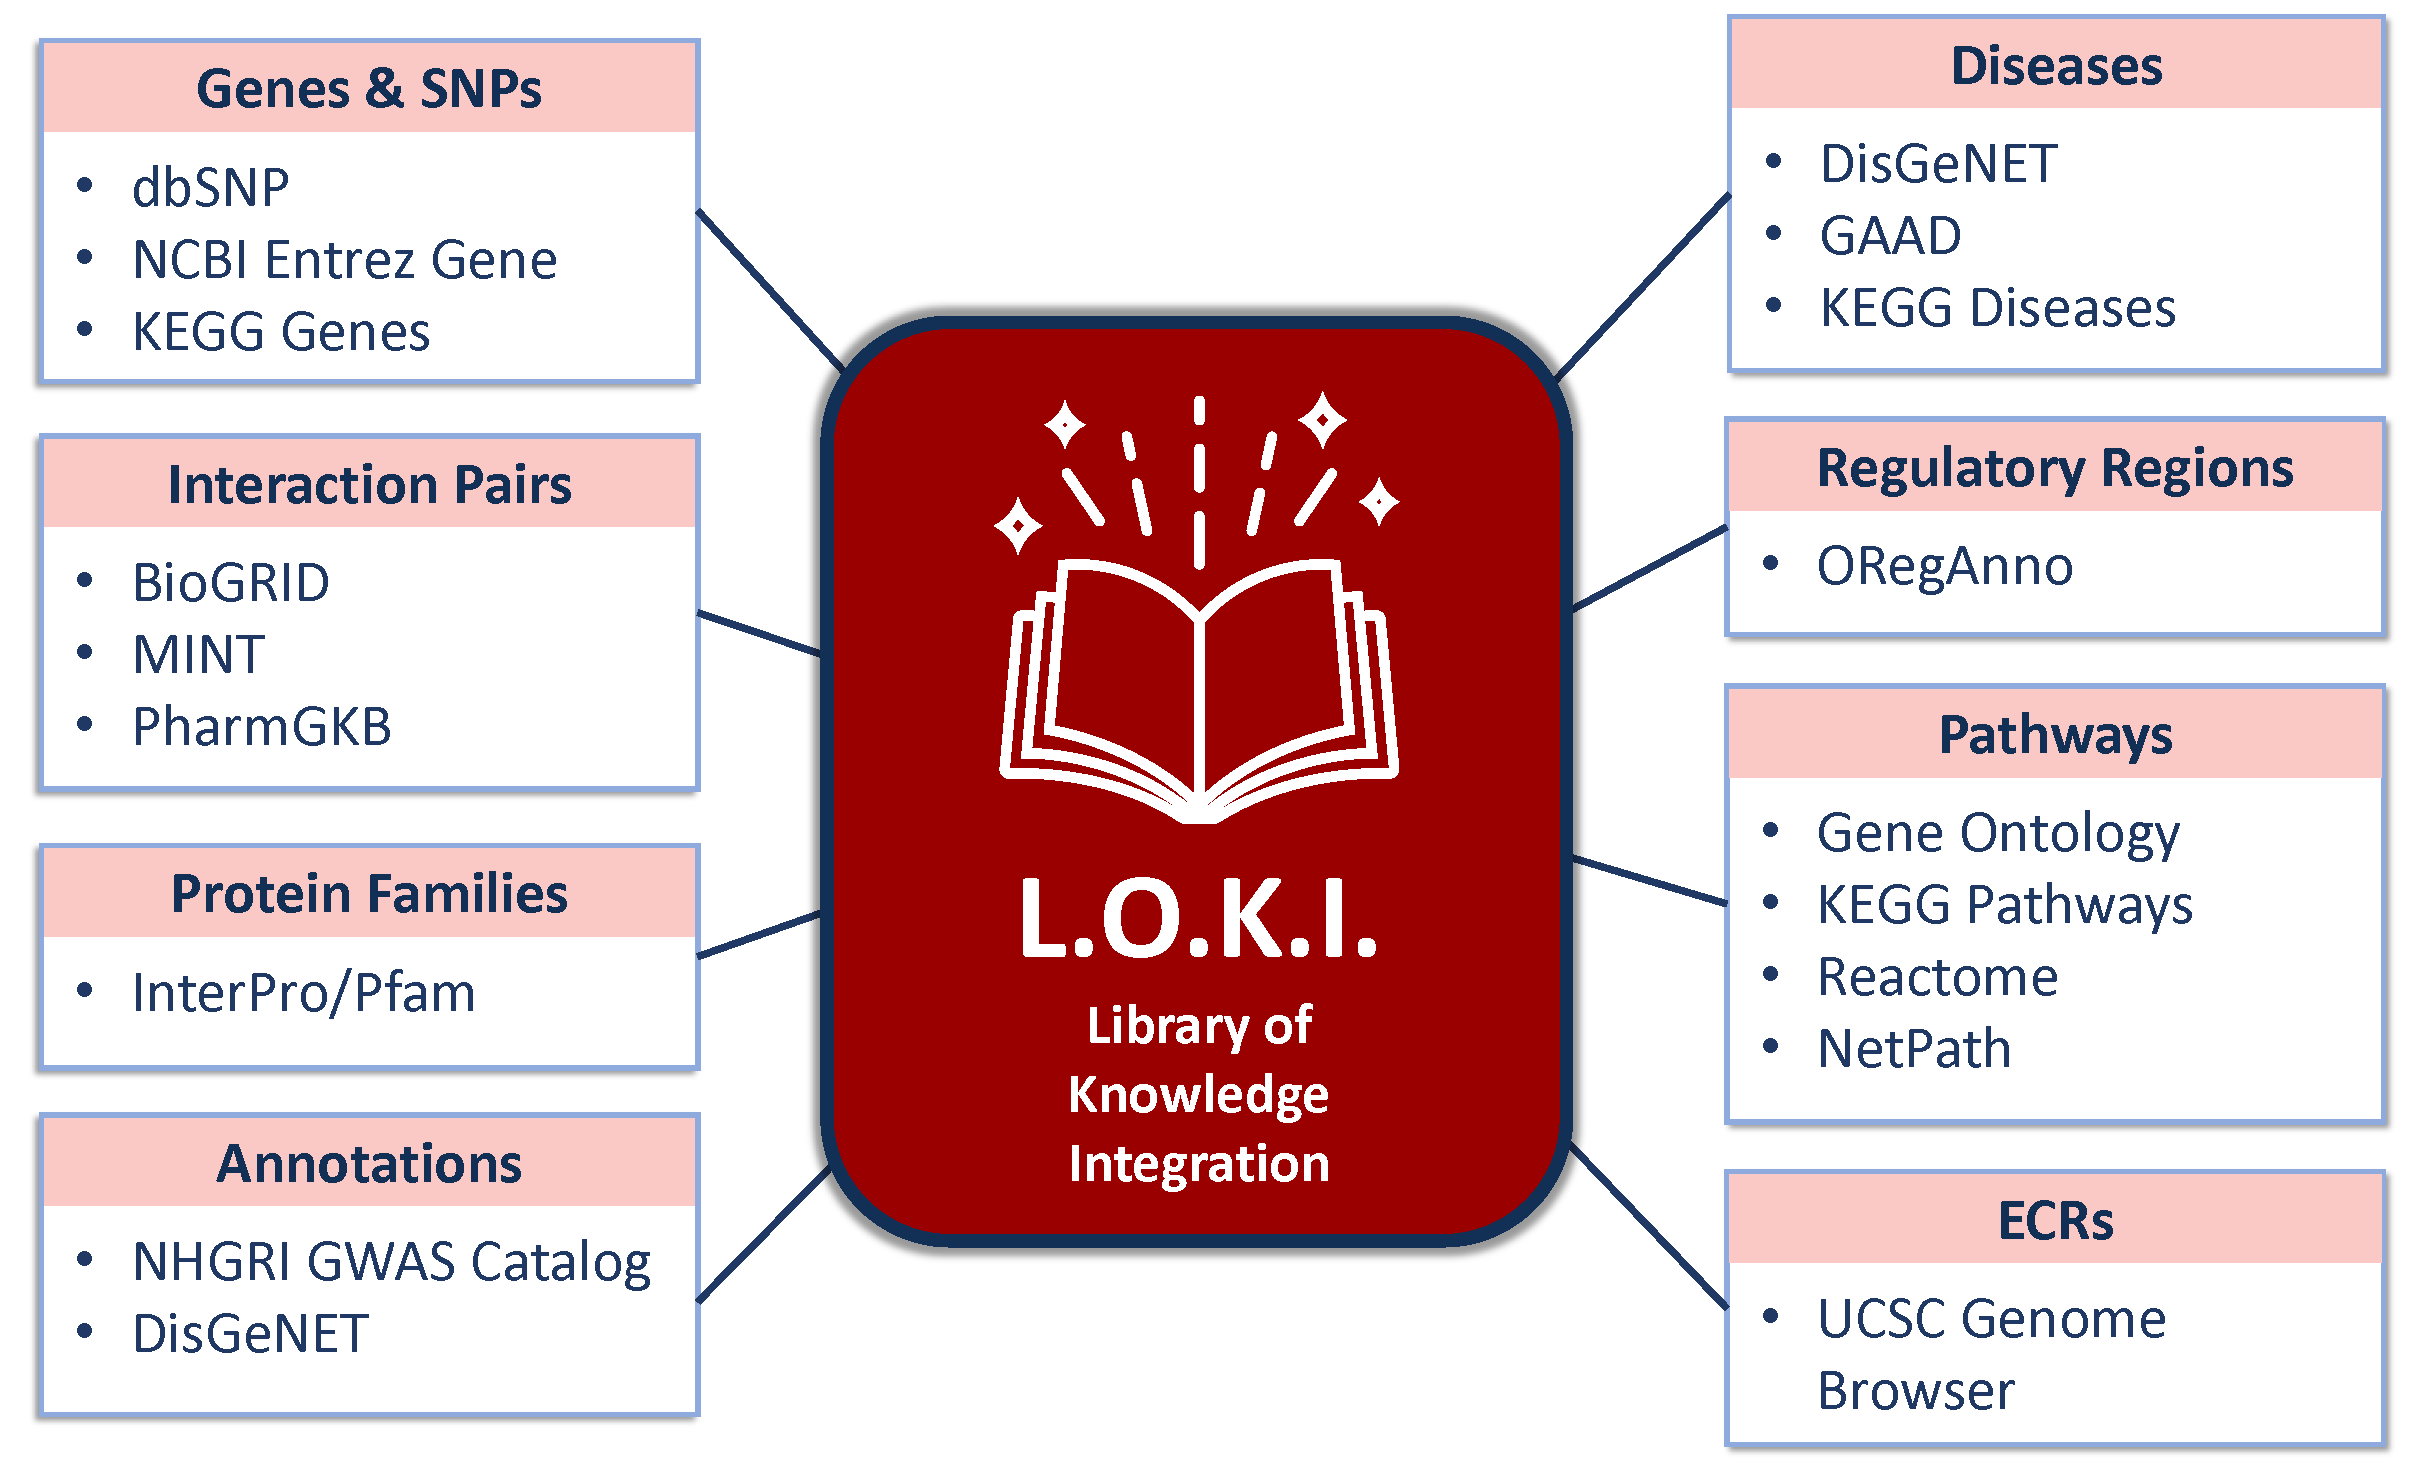 Genes & SNPs
• dbSNP
• NCBI Entrez Gene
• KEGG Genes
Interaction Pairs
• BioGRID
• MINT
• PharmGKB
Protein Families
• InterPro/Pfam
Annotations
• NHGRI GWAS Catalog
• DisGeNET
L.O.K.I.
Library of
Knowledge
Integration
Diseases
• DisGeNET
• GAAD
• KEGG Diseases
Regulatory Regions
• ORegAnno
Pathways
• Gene Ontology
• KEGG Pathways
• Reactome
• NetPath
ECRs
• UCSC Genome
Browser